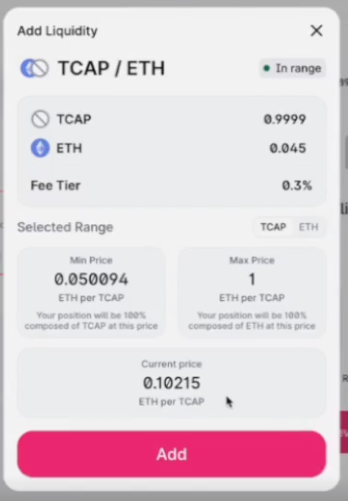 Add Liquidity
TCAP / ETH
In range
TCAP 0.9999
ETH 0.045
Fee Tier 0.3%
Selected Range TCAP ETH
Min Price
0.050094
ETH per TCAP
Your position will be 100%
composed of TCAP at this price
Max Price
1
ETH per TCAP
Your position will be 100%
composed of ETH at this price
Current price
0.10215
ETH per TCAP
Add